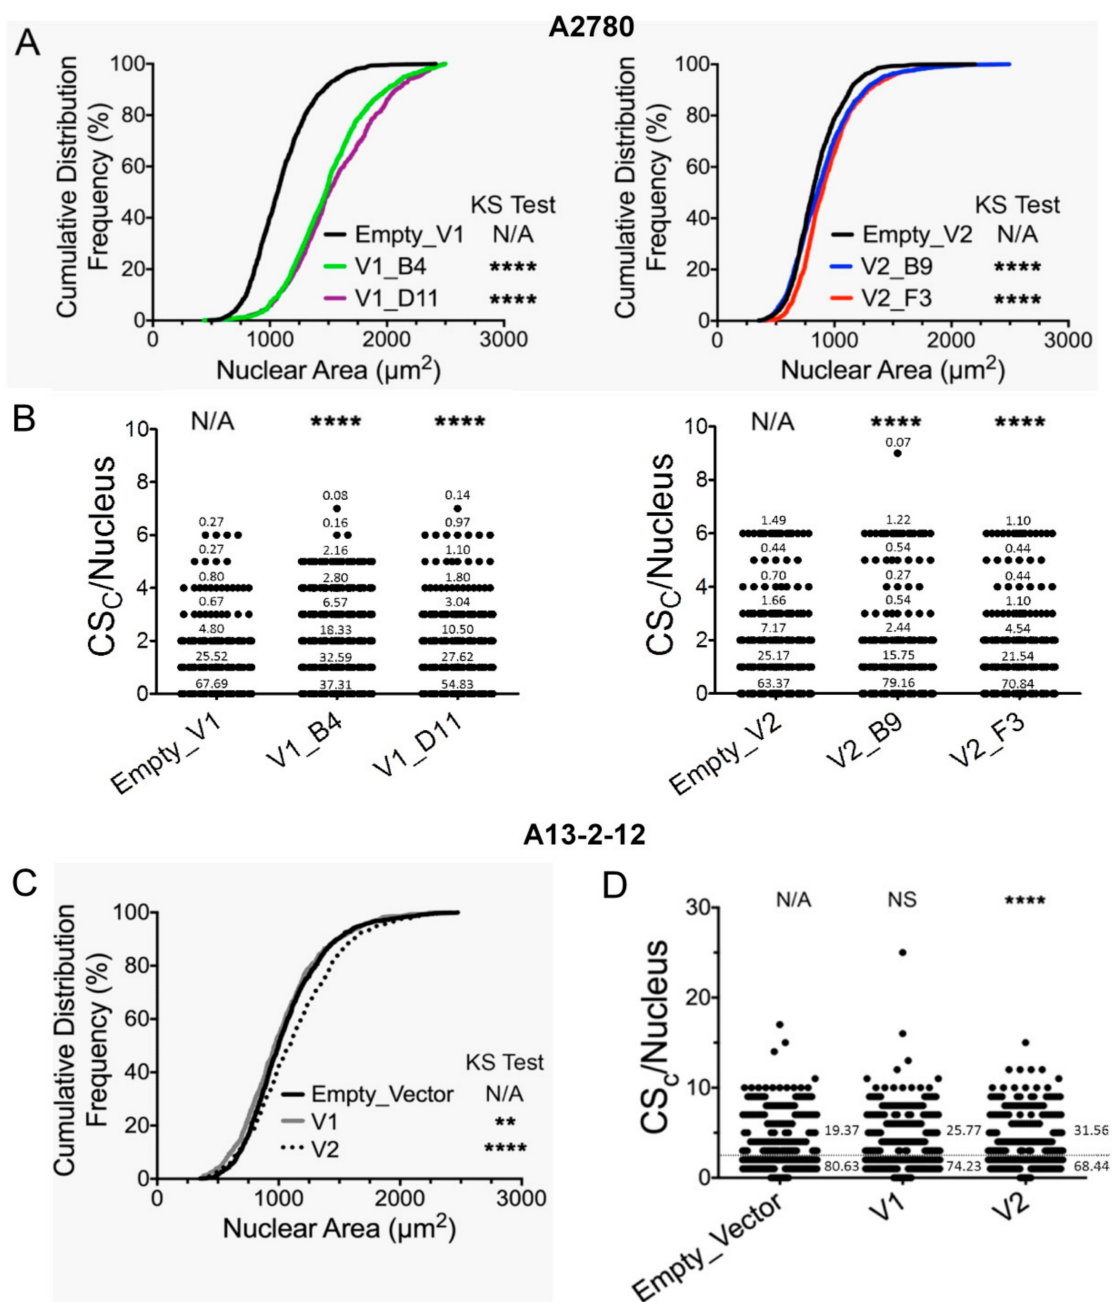 A2780
A
Cumulative Distribution
Frequency (%)
100
80
60
40
20
0
0
1000
2000
3000
Nuclear Area (µm²)
KS Test
Empty_V1 N/A
V1_B4 ****
V1_D11 ****
Cumulative Distribution
Frequency (%)
100
80
60
40
20
0
0
1000
2000
3000
Nuclear Area (µm²)
KS Test
Empty_V2 N/A
V2_B9 ****
V2_F3 ****
B
CSC/Nucleus
10
8
6
4
2
0
N/A **** ****
0.08 0.14
0.27 0.16 0.97
0.27 2.16 1.10
0.80 2.80 1.80
0.67 6.57 3.04
4.80 18.33 10.50
25.52 32.59 27.62
67.69 37.31 54.83
Empty_V1
V1_B4
V1_D11
CSC/Nucleus
10
8
6
4
2
0
N/A **** ****
0.07
1.49 1.22 1.10
0.44 0.54 0.44
0.70 0.27 0.44
1.66 0.54 1.10
7.17 2.44 4.54
25.17 15.75 21.54
63.37 79.16 70.84
Empty_V2
V2_B9
V2_F3
A13-2-12
C
Cumulative Distribution
Frequency (%)
100
80
60
40
20
0
0
1000
2000
3000
Nuclear Area (µm²)
KS Test
Empty_Vector N/A
V1 **
V2 ****
D
CSc/Nucleus
30
20
10
0
N/A NS ****
19.37 25.77 31.56
80.63 74.23 68.44
Empty_Vector
V1
V2